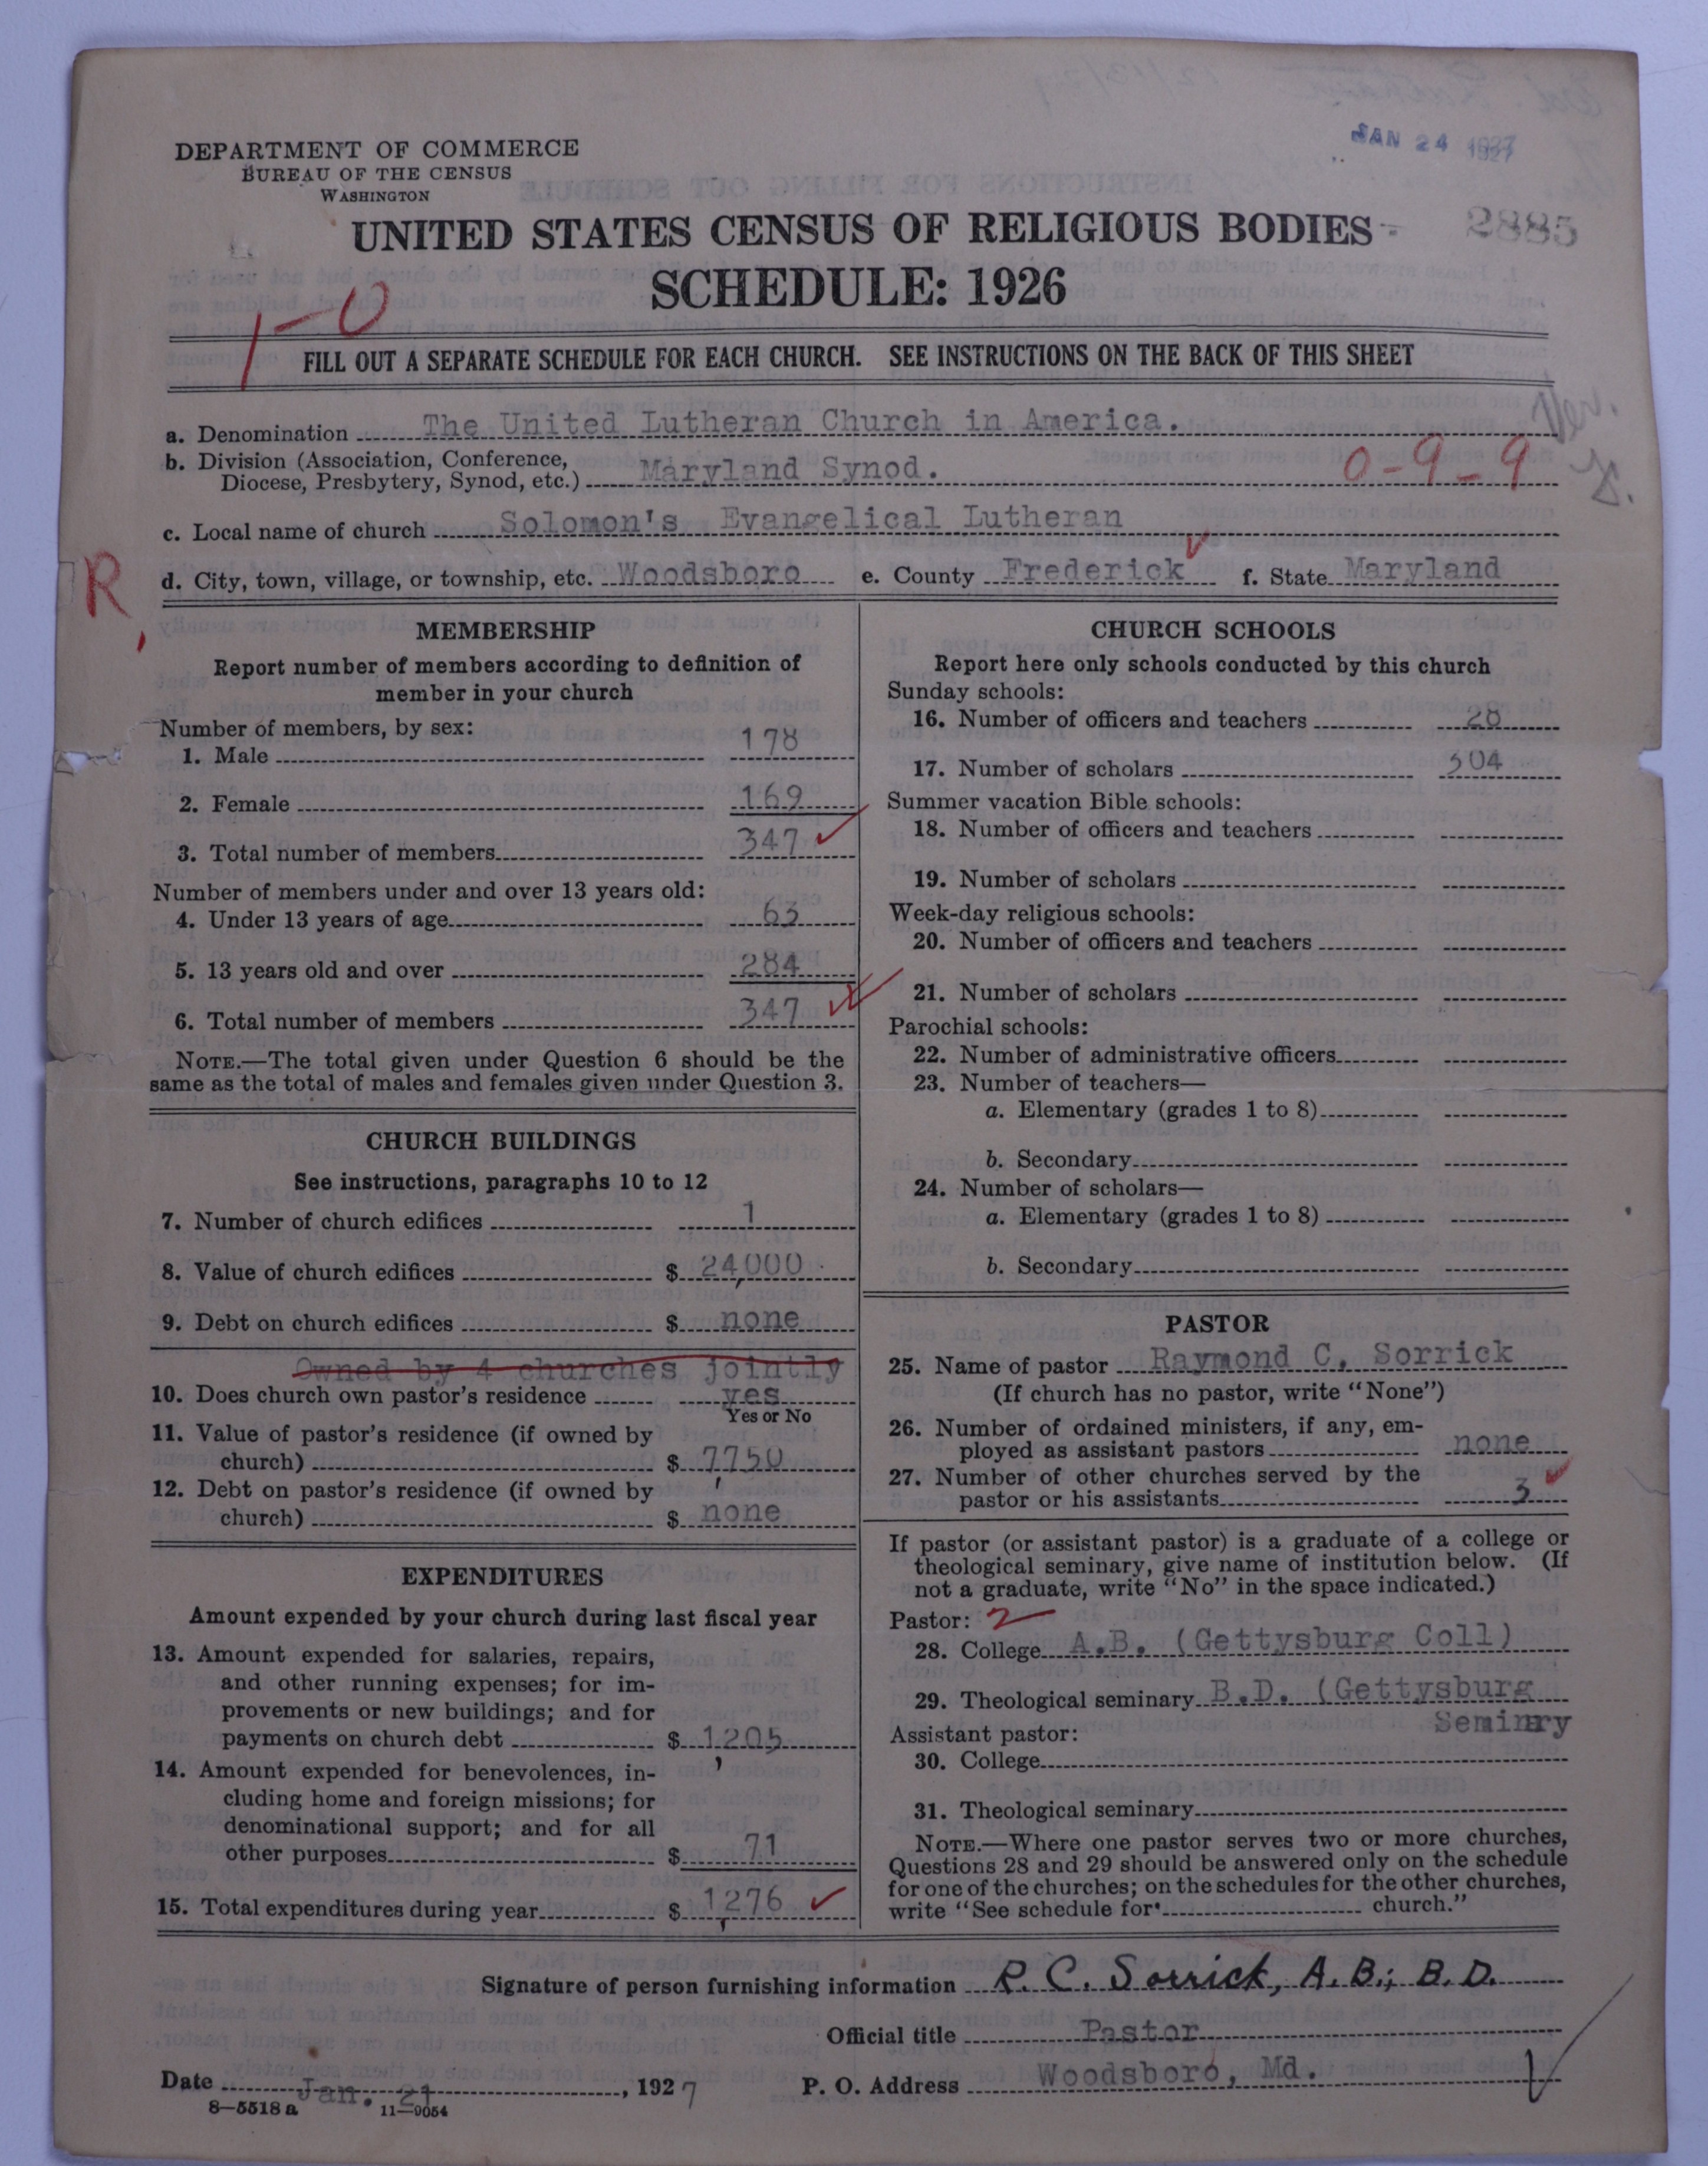 JAN 24 1927
DEPARTMENT OF COMMERCE
BUREAU OF THE CENSUS
WASHINGTON
2885
UNITED STATES CENSUS OF RELIGIOUS BODIES
SCHEDULE: 1926
1-0
FILL OUT A SEPARATE SCHEDULE FOR EACH CHURCH. SEE INSTRUCTIONS ON THE BACK OF THIS SHEET
a. Denomination The United Lutheran Church in America.
b. Division (Association, Conference,
Diocese, Presbytery, Synod, etc.) Maryland Synod.
0-9-9
c. Local name of church Solomon's Evangelical Lutheran
R
d. City, town, village, or township, etc. Woodsboro e. County Frederick f. State Maryland
MEMBERSHIP
Report number of members according to definition of
member in your church
Number of members, by sex:
1. Male 178
2. Female 169
3. Total number of members 347
Number of members under and over 13 years old:
4. Under 13 years of age 63
5. 13 years old and over 284
6. Total number of members 347
NOTE.—The total given under Question 6 should be the
same as the total of males and females given under Question 3.
CHURCH BUILDINGS
See instructions, paragraphs 10 to 12
7. Number of church edifices 1
8. Value of church edifices $ 24,000
9. Debt on church edifices $ none
Owned by 4 churches jointly
10. Does church own pastor's residence yes
Yes or No
11. Value of pastor's residence (if owned by
church) $ 7,750
12. Debt on pastor's residence (if owned by
church) $ none
EXPENDITURES
Amount expended by your church during last fiscal year
13. Amount expended for salaries, repairs,
and other running expenses; for im-
provements or new buildings; and for
payments on church debt $ 1,205
14. Amount expended for benevolences, in-
cluding home and foreign missions; for
denominational support; and for all
other purposes $ 71
15. Total expenditures during year $ 1,276
CHURCH SCHOOLS
Report here only schools conducted by this church
Sunday schools:
16. Number of officers and teachers 28
17. Number of scholars 304
Summer vacation Bible schools:
18. Number of officers and teachers
19. Number of scholars
Week-day religious schools:
20. Number of officers and teachers
21. Number of scholars
Parochial schools:
22. Number of administrative officers
23. Number of teachers—
a. Elementary (grades 1 to 8)
b. Secondary
24. Number of scholars—
a. Elementary (grades 1 to 8)
b. Secondary
PASTOR
25. Name of pastor Raymond C. Sorrick
(If church has no pastor, write "None")
26. Number of ordained ministers, if any, em-
ployed as assistant pastors none
27. Number of other churches served by the
pastor or his assistants 3
If pastor (or assistant pastor) is a graduate of a college or
theological seminary, give name of institution below. (If
not a graduate, write "No" in the space indicated.)
Pastor: 2
28. College A.B. (Gettysburg Coll)
29. Theological seminary B.D. (Gettysburg
Seminry
Assistant pastor:
30. College
31. Theological seminary
NOTE.—Where one pastor serves two or more churches,
Questions 28 and 29 should be answered only on the schedule
for one of the churches; on the schedules for the other churches,
write "See schedule for church."
Signature of person furnishing information R. C. Sorrick, A.B.; B.D.
Official title Pastor
Date Jan. 21, 1927 P. O. Address Woodsboro, Md.
8—5518 a 11—9054